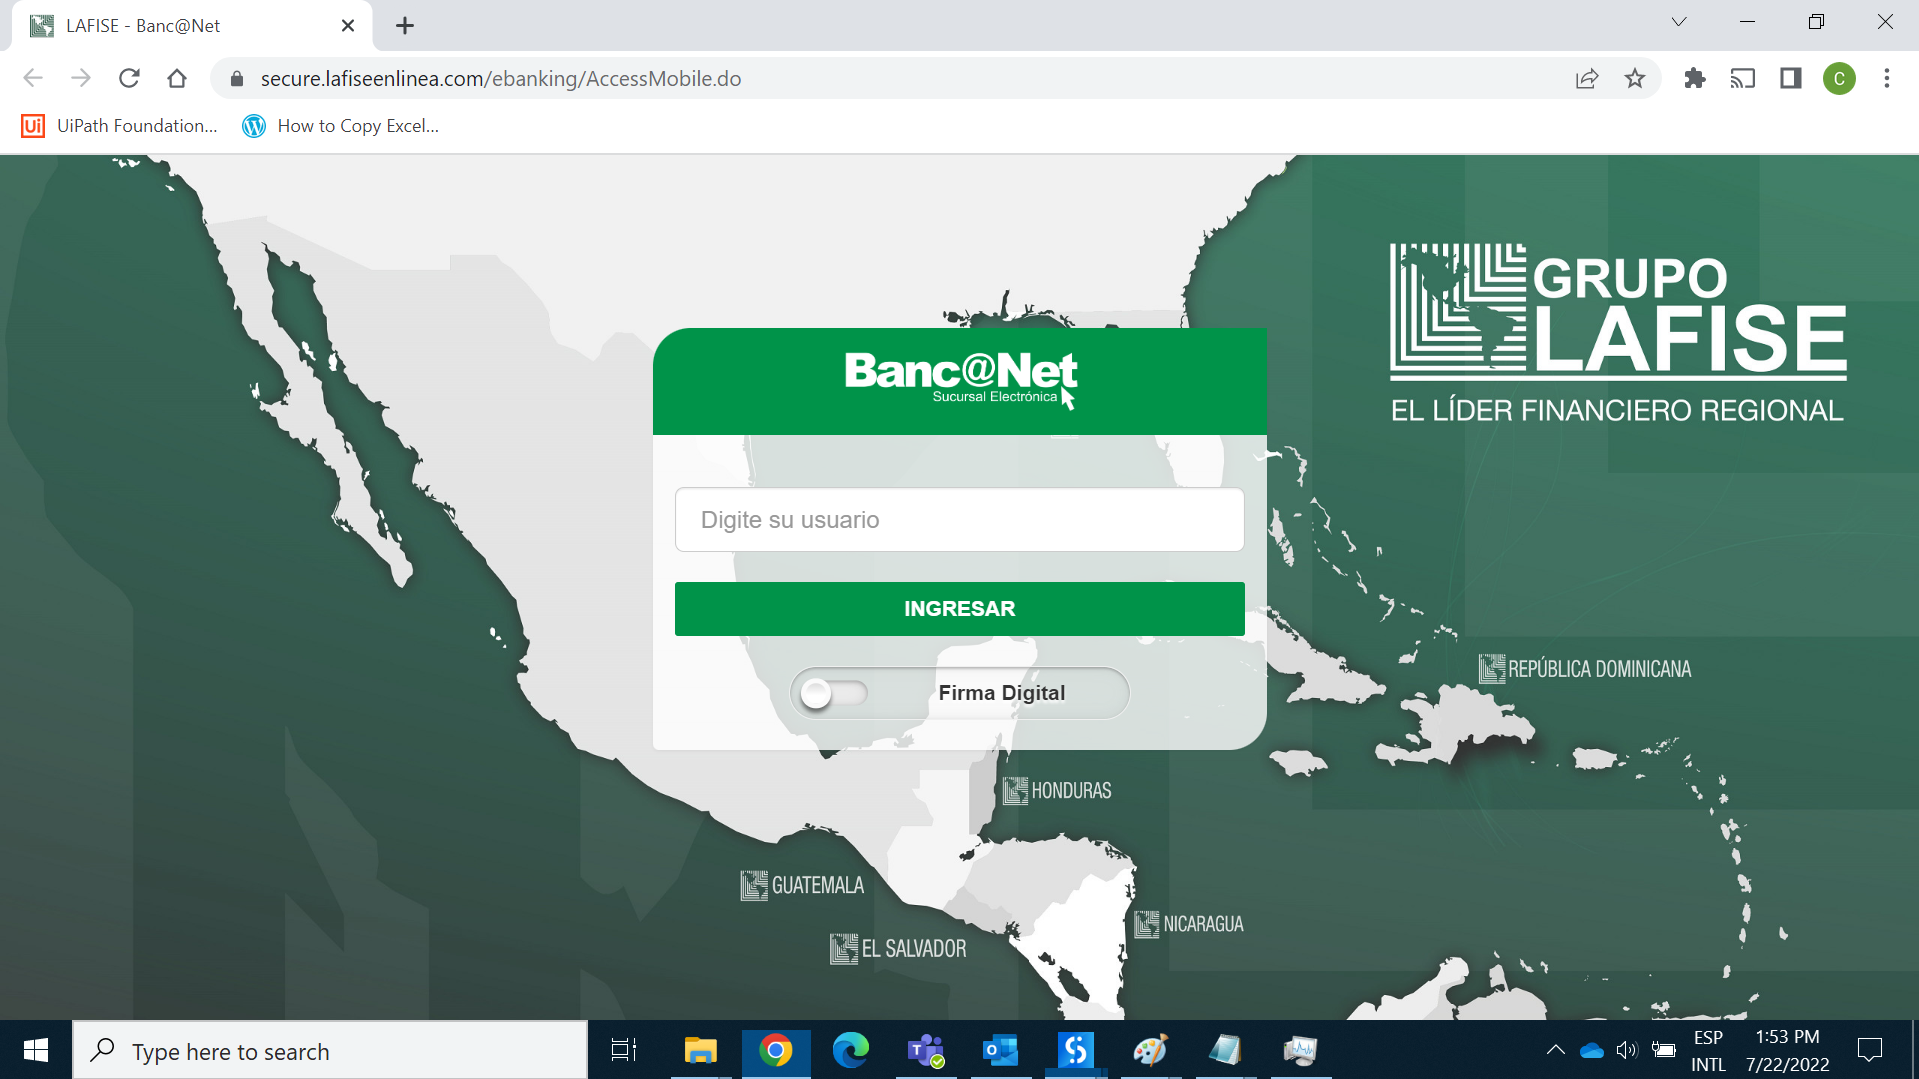 LAFISE - Banc@Net
secure.lafiseenlinea.com/ebanking/AccessMobile.do
C
Ui UiPath Foundation...
How to Copy Excel...
GRUPO
LAFISE
EL LÍDER FINANCIERO REGIONAL
Banc@Net
Sucursal Electrónica
Digite su usuario
INGRESAR
Firma Digital
REPÚBLICA DOMINICANA
HONDURAS
GUATEMALA
NICARAGUA
EL SALVADOR
Type here to search
ESP
INTL
1:53 PM
7/22/2022